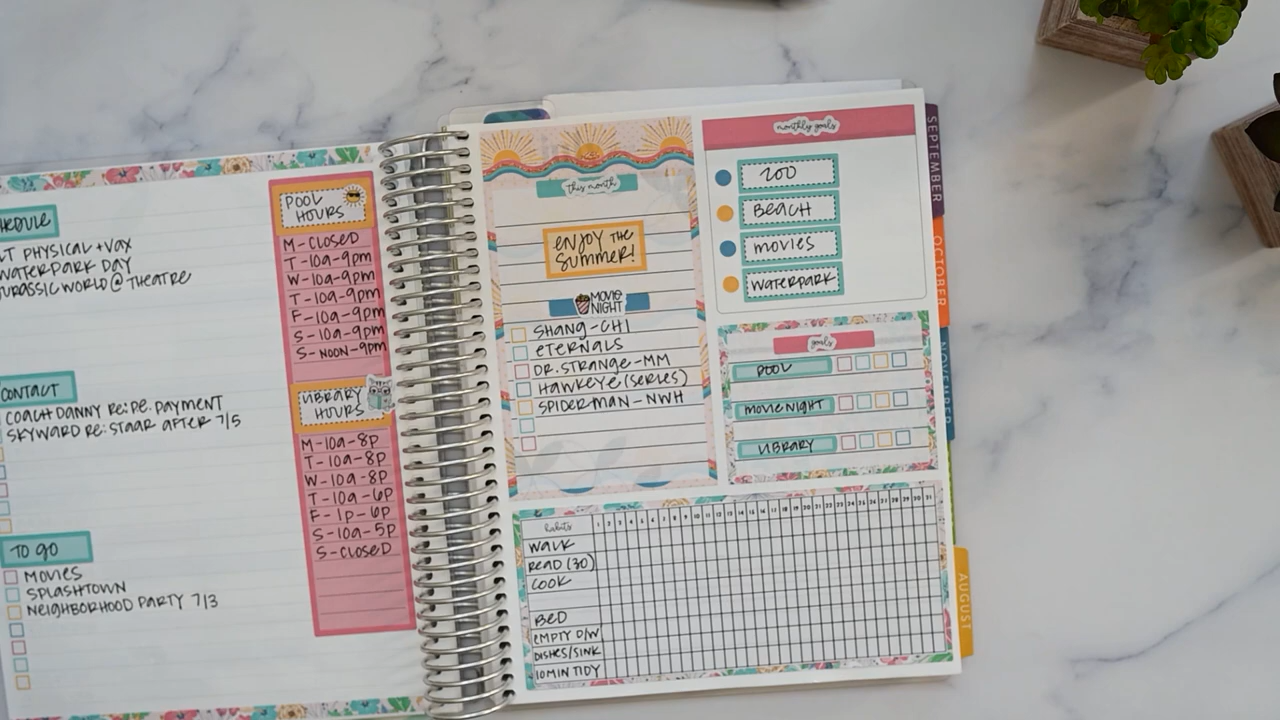 HEDULE
LT PHYSICAL + VAX
WATERPARK DAY
JURASSIC WORLD @ THEATRE
CONTACT
COACH DANNY RE: PE. PAYMENT
SKYWARD RE: STAAR AFTER 7/5
TO GO
MOVIES
SPLASHTOWN
NEIGHBORHOOD PARTY 7/3
POOL
HOURS
M-CLOSED
T-10a-9pm
W-10a-9pm
T-10a-9pm
F-10a-9pm
S-10a-9pm
S-NOON-9pm
LIBRARY
HOURS
M-10a-8p
T-10a-8p
W-10a-8p
T-10a-6p
F-1p-6p
S-10a-5p
S-CLOSED
this month
ENJOY THE
SUMMER!
MOVIE
NIGHT
SHANG-CHI
ETERNALS
DR. STRANGE-MM
HAWKEYE (SERIES)
SPIDERMAN-NWH
monthly goals
ZOO
BEACH
MOVIES
WATERPARK
goals
POOL
MOVIE NIGHT
LIBRARY
habits 1 2 3 4 5 6 7 8 9 10 11 12 13 14 15 16 17 18 19 20 21 22 23 24 25 26 27 28 29 30 31
WALK
READ (30)
COOK
BED
EMPTY D/W
DISHES/SINK
10MIN TIDY
SEPTEMBER
OCTOBER
NOVEMBER
AUGUST